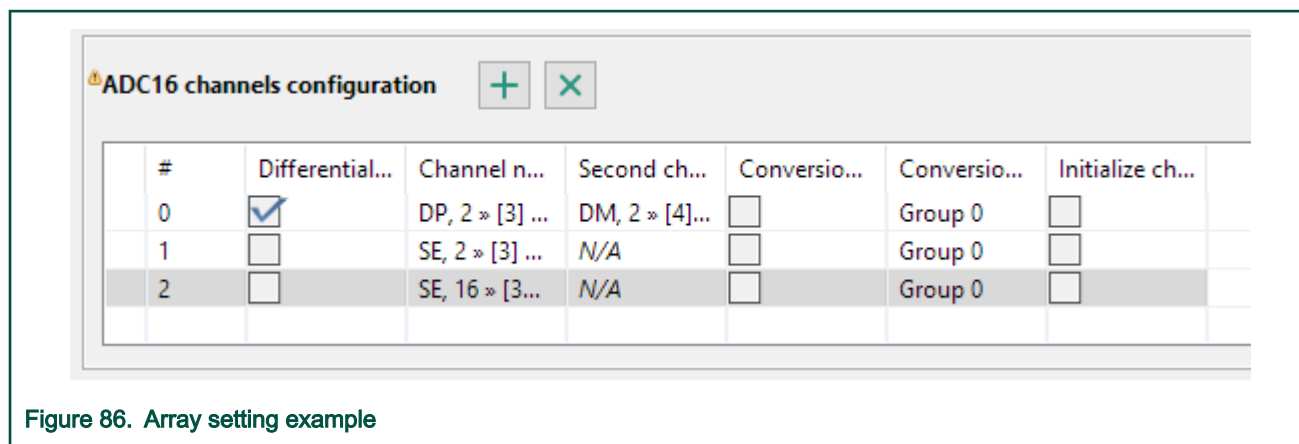 ADC16 channels configuration
# Differential... Channel n... Second ch... Conversio... Conversio... Initialize ch...
0 DP, 2 » [3] ... DM, 2 » [4]... Group 0
1 SE, 2 » [3] ... N/A Group 0
2 SE, 16 » [3... N/A Group 0
Figure 86. Array setting example